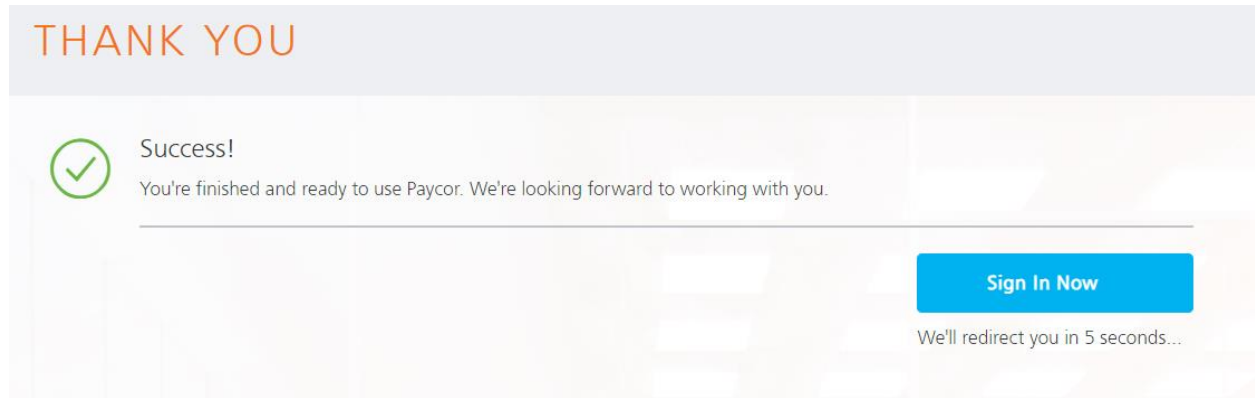 THANK YOU
Success!
You're finished and ready to use Paycor. We're looking forward to working with you.
Sign In Now
We'll redirect you in 5 seconds...